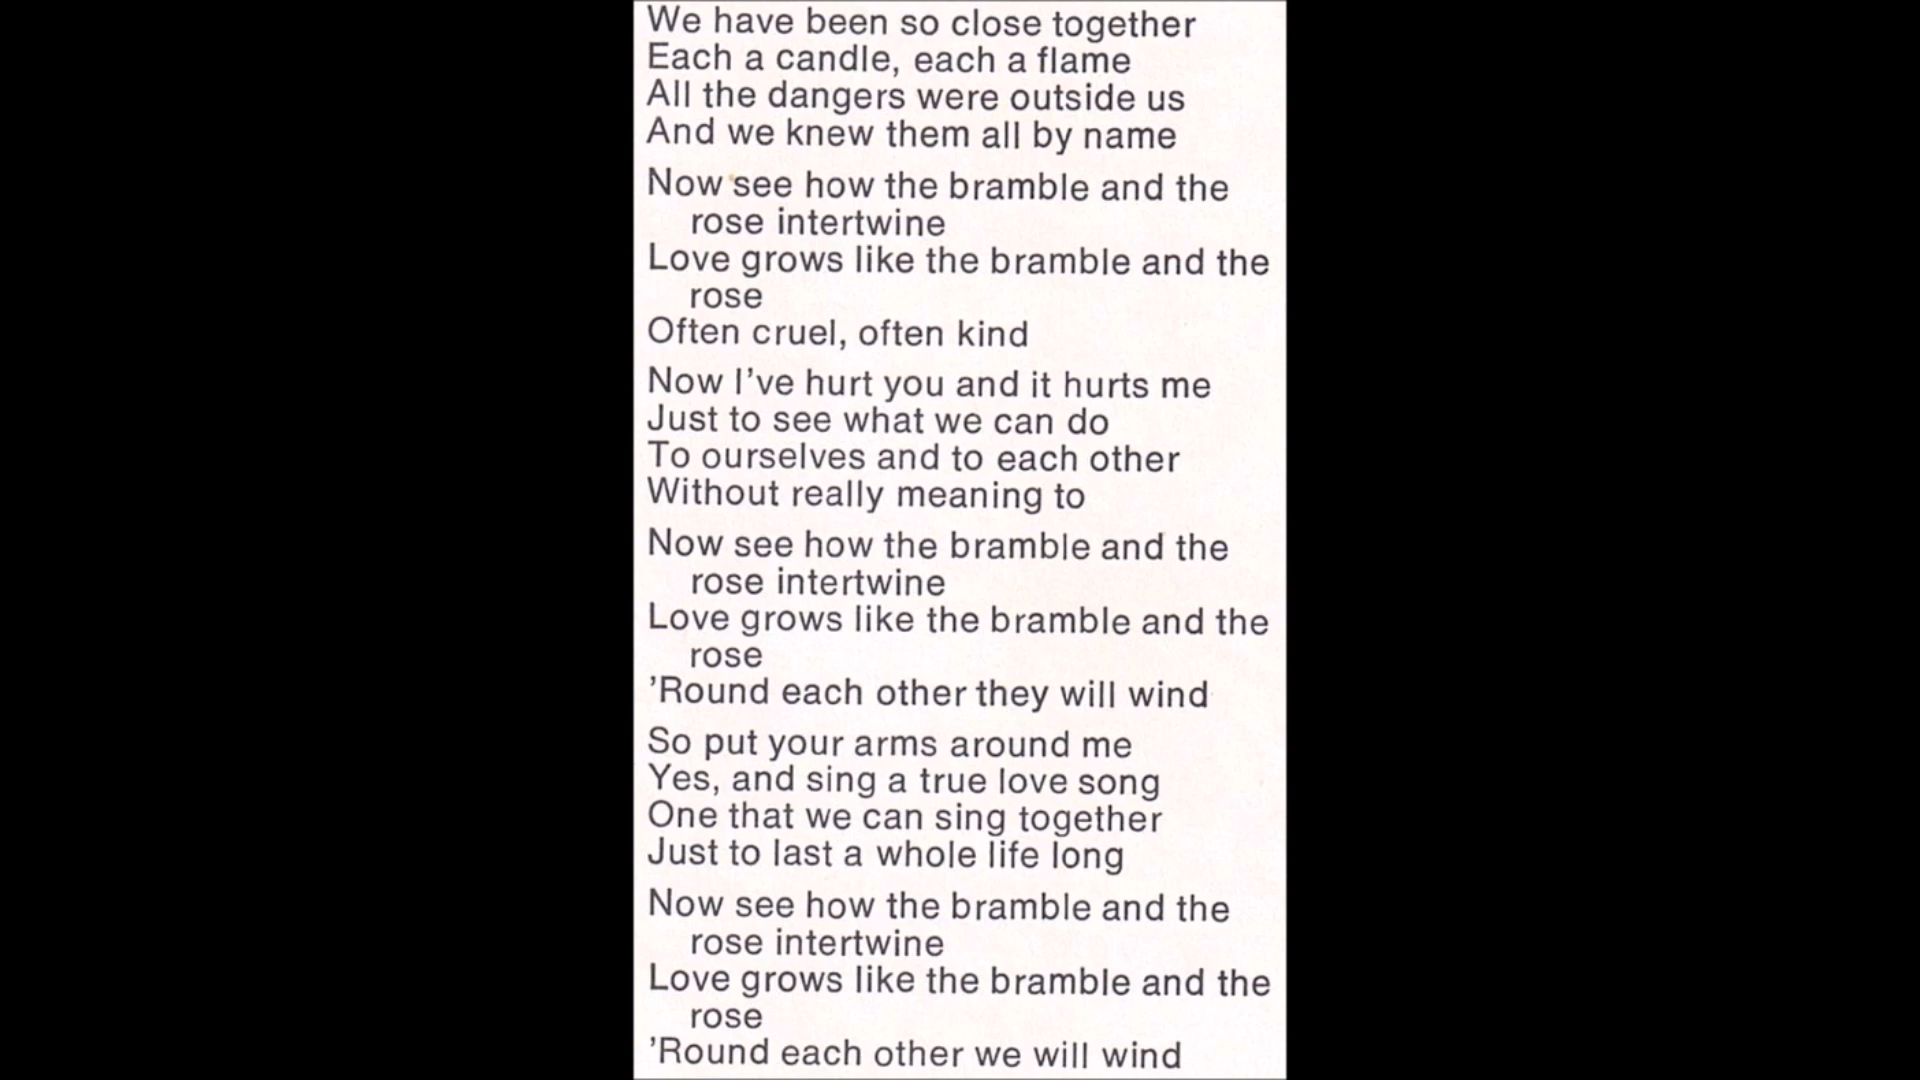 We have been so close together
Each a candle, each a flame
All the dangers were outside us
And we knew them all by name
Now see how the bramble and the
rose intertwine
Love grows like the bramble and the
rose
Often cruel, often kind
Now I've hurt you and it hurts me
Just to see what we can do
To ourselves and to each other
Without really meaning to
Now see how the bramble and the
rose intertwine
Love grows like the bramble and the
rose
'Round each other they will wind
So put your arms around me
Yes, and sing a true love song
One that we can sing together
Just to last a whole life long
Now see how the bramble and the
rose intertwine
Love grows like the bramble and the
rose
'Round each other we will wind